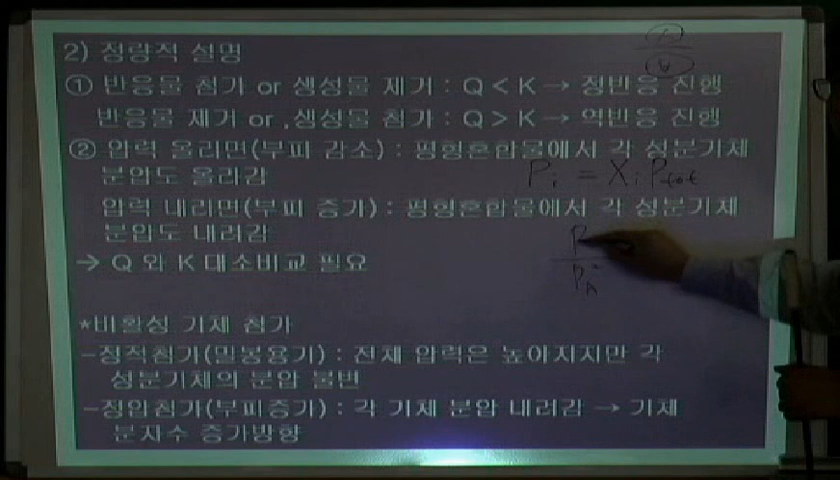 2) 정량적 설명
① 반응물 첨가 or 생성물 제거 : Q < K → 정반응 진행
반응물 제거 or ,생성물 첨가 : Q > K → 역반응 진행
② 압력 올리면(부피 감소) : 평형혼합물에서 각 성분기체
분압도 올라감
P_i = X_i P_tot
압력 내리면(부피 증가) : 평형혼합물에서 각 성분기체
분압도 내려감
P
P_A^2
→ Q 와 K 대소비교 필요
*비활성 기체 첨가
-정적첨가(밀봉용기) : 전체 압력은 높아지지만 각
성분기체의 분압 불변
-정압첨가(부피증가) : 각 기체 분압 내려감 → 기체
분자수 증가방향